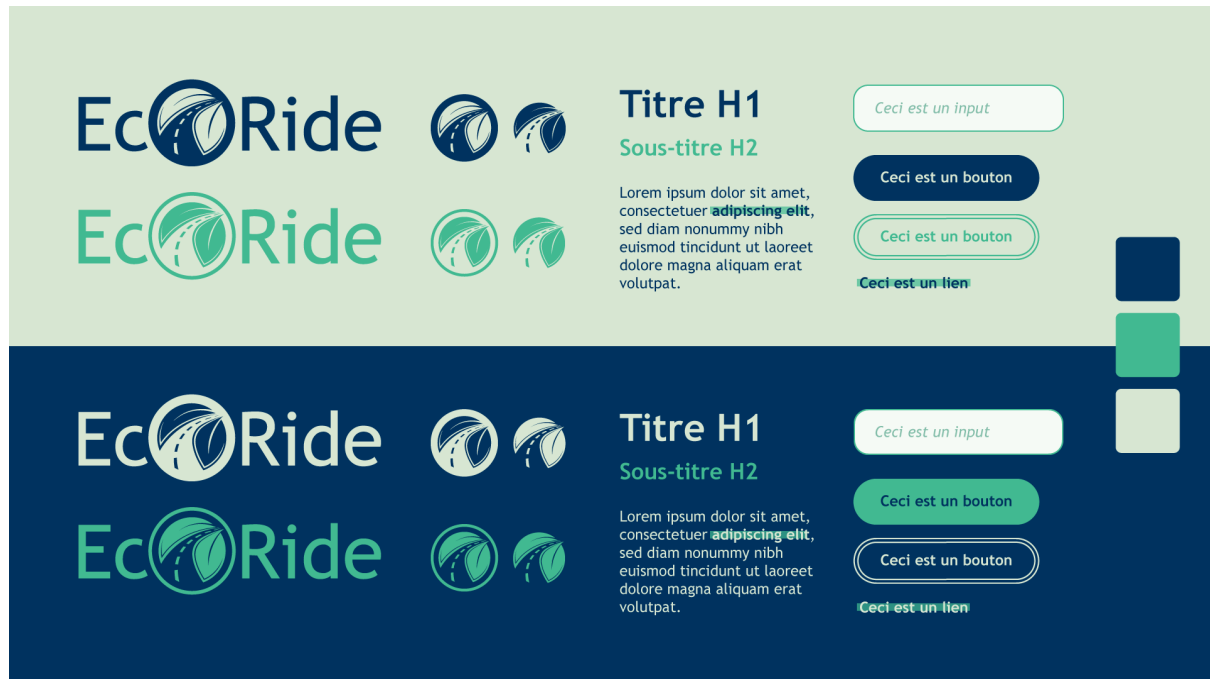 EcoRide
EcoRide
Titre H1
Sous-titre H2
Lorem ipsum dolor sit amet,
consectetuer adipiscing elit,
sed diam nonummy nibh
euismod tincidunt ut laoreet
dolore magna aliquam erat
volutpat.
Ceci est un input
Ceci est un bouton
Ceci est un bouton
Ceci est un lien
EcoRide
EcoRide
Titre H1
Sous-titre H2
Lorem ipsum dolor sit amet,
consectetuer adipiscing elit,
sed diam nonummy nibh
euismod tincidunt ut laoreet
dolore magna aliquam erat
volutpat.
Ceci est un input
Ceci est un bouton
Ceci est un bouton
Ceci est un lien